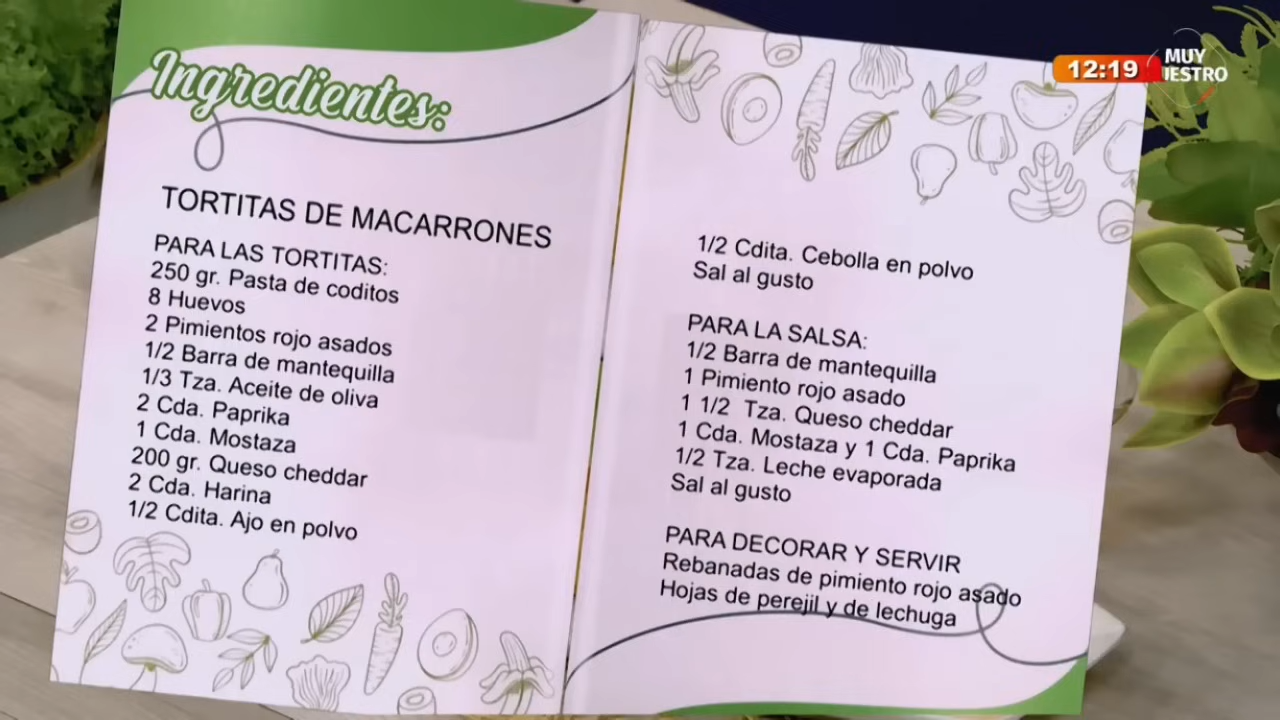 Ingredientes:
TORTITAS DE MACARRONES
PARA LAS TORTITAS:
250 gr. Pasta de coditos
8 Huevos
2 Pimientos rojo asados
1/2 Barra de mantequilla
1/3 Tza. Aceite de oliva
2 Cda. Paprika
1 Cda. Mostaza
200 gr. Queso cheddar
2 Cda. Harina
1/2 Cdita. Ajo en polvo
1/2 Cdita. Cebolla en polvo
Sal al gusto
PARA LA SALSA:
1/2 Barra de mantequilla
1 Pimiento rojo asado
1 1/2 Tza. Queso cheddar
1 Cda. Mostaza y 1 Cda. Paprika
1/2 Tza. Leche evaporada
Sal al gusto
PARA DECORAR Y SERVIR
Rebanadas de pimiento rojo asado
Hojas de perejil y de lechuga
12:19
MUY